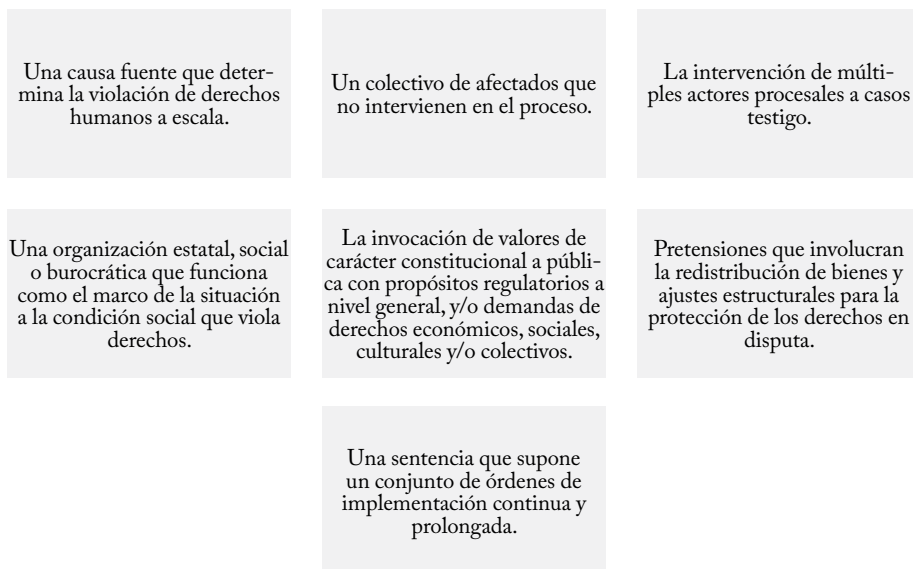 Una causa fuente que deter-
mina la violación de derechos
humanos a escala.
Un colectivo de afectados que
no intervienen en el proceso.
La intervención de múlti-
ples actores procesales a casos
testigo.
Una organización estatal, social
o burocrática que funciona
como el marco de la situación
a la condición social que viola
derechos.
La invocación de valores de
carácter constitucional a públi-
ca con propósitos regulatorios a
nivel general, y/o demandas de
derechos económicos, sociales,
culturales y/o colectivos.
Pretensiones que involucran
la redistribución de bienes y
ajustes estructurales para la
protección de los derechos en
disputa.
Una sentencia que supone
un conjunto de órdenes de
implementación continua y
prolongada.